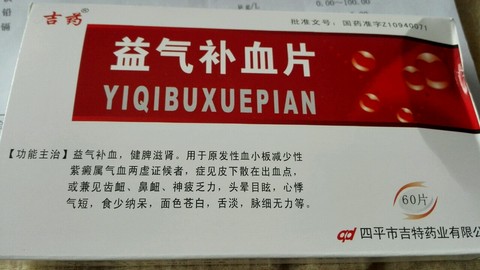 0.00~100.00
吉药®
批准文号：国药准字Z10940071
益气补血片
YIQIBUXUEPIAN
【功能主治】益气补血，健脾滋肾。用于原发性血小板减少性
紫癜属气血两虚证候者，症见皮下散在出血点，
或兼见齿衄、鼻衄、神疲乏力，头晕目眩，心悸
气短，食少纳呆，面色苍白，舌淡，脉细无力等。
60片
四平市吉特药业有限公